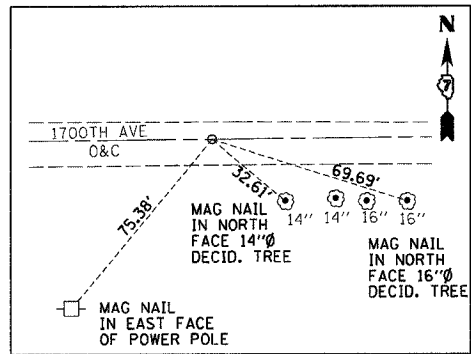 N
7
1700TH AVE
O&C
75.38'
32.61'
69.69'
MAG NAIL
IN NORTH
FACE 14"Ø
DECID. TREE
14"
14"
16"
16"
MAG NAIL
IN NORTH
FACE 16"Ø
DECID. TREE
MAG NAIL
IN EAST FACE
OF POWER POLE